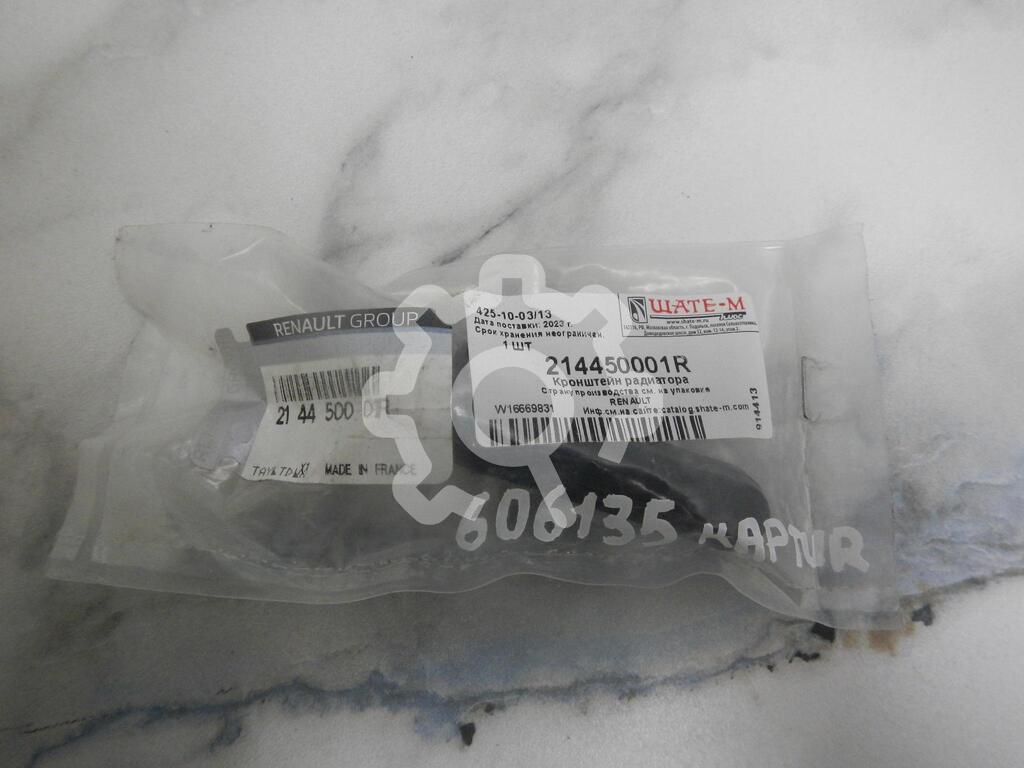 RENAULT GROUP
21 44 500 01R
MADE IN FRANCE
425-10-03/13
Дата поставки: 2023 г.
Срок хранения неограничен.
1 ШТ
ШАТЕ-М
ПЛЮС
www.shate-m.ru
214450001R
Кронштейн радиатора
Страну производства см. на упаковке
RENAULT
W16669831 Инф.см.на сайте:catalog.shate-m.com
914413
606135 KAPTUR